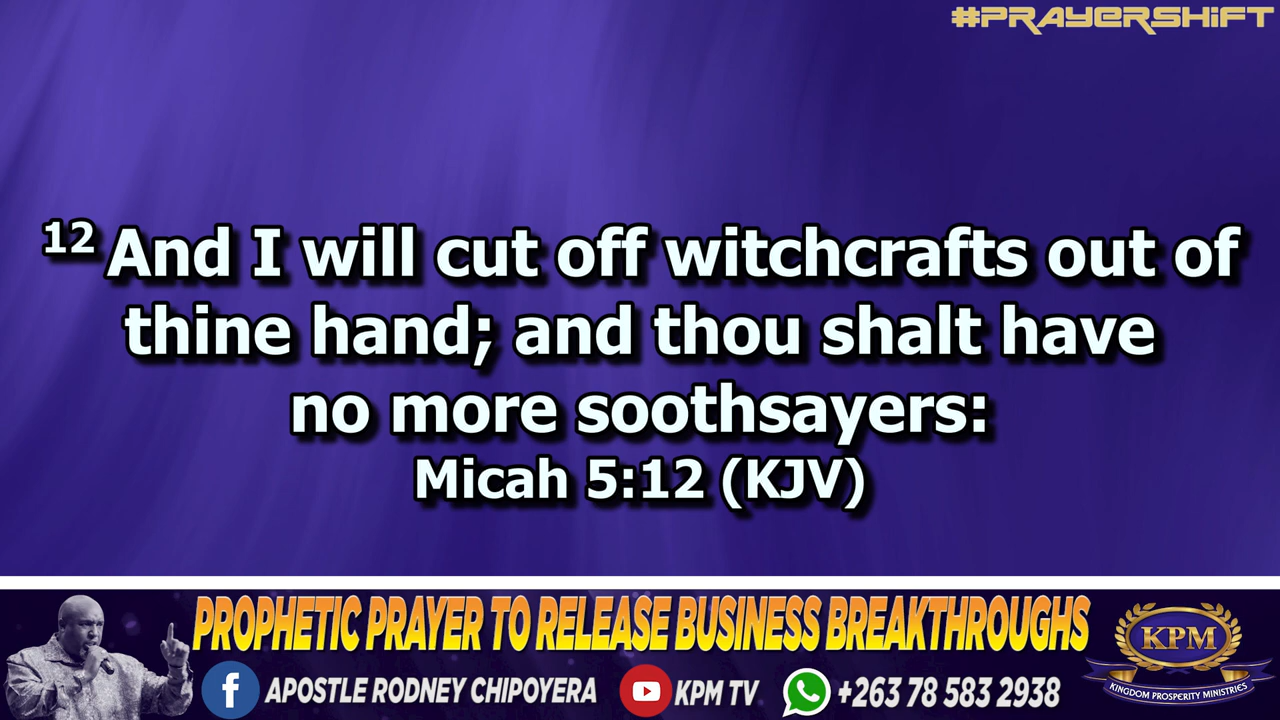 #PRAYERSHIFT
12 And I will cut off witchcrafts out of
thine hand; and thou shalt have
no more soothsayers:
Micah 5:12 (KJV)
PROPHETIC PRAYER TO RELEASE BUSINESS BREAKTHROUGHS
f APOSTLE RODNEY CHIPOYERA KPM TV +263 78 583 2938
KPM
KINGDOM PROSPERITY MINISTRIES